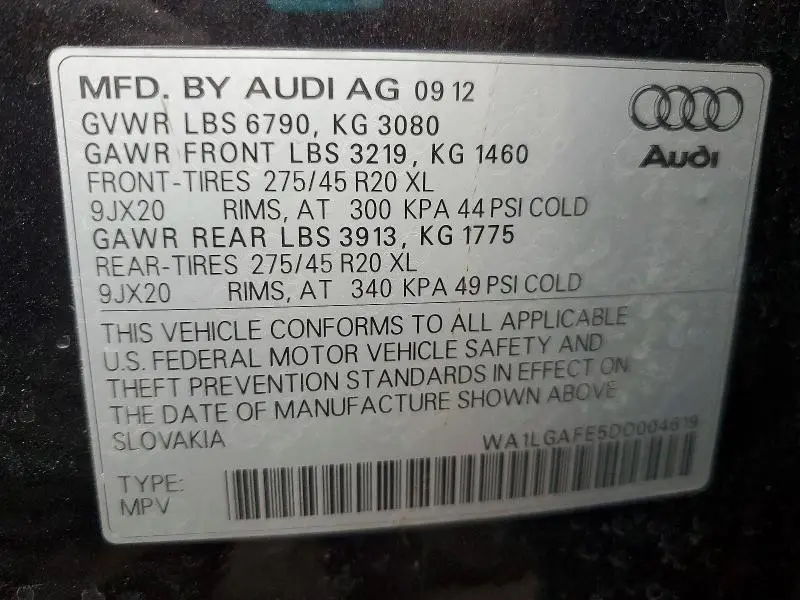 MFD. BY AUDI AG 09 12
GVWR LBS 6790, KG 3080
GAWR FRONT LBS 3219, KG 1460
FRONT-TIRES 275/45 R20 XL
9JX20 RIMS, AT 300 KPA 44 PSI COLD
GAWR REAR LBS 3913, KG 1775
REAR-TIRES 275/45 R20 XL
9JX20 RIMS, AT 340 KPA 49 PSI COLD
Audi
THIS VEHICLE CONFORMS TO ALL APPLICABLE
U.S. FEDERAL MOTOR VEHICLE SAFETY AND
THEFT PREVENTION STANDARDS IN EFFECT ON
THE DATE OF MANUFACTURE SHOWN ABOVE
SLOVAKIA WA1LGAFE5DD004619
TYPE:
MPV